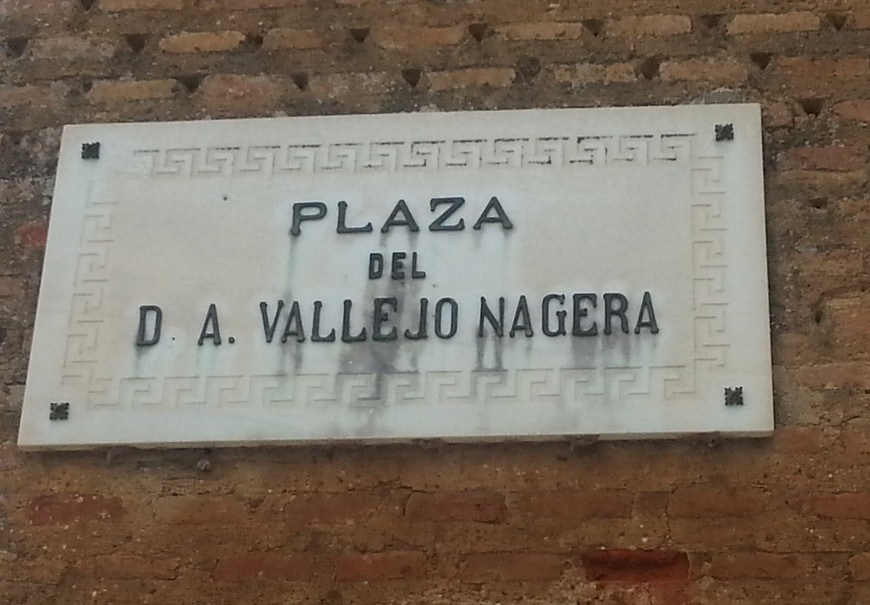 PLAZA
DEL
D. A. VALLEJO NAGERA